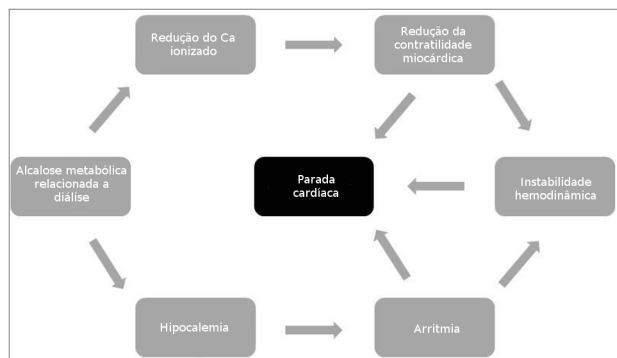 Redução do Ca
ionizado
Redução da
contratilidade
miocárdica
Alcalose metabólica
relacionada a
diálise
Parada
cardíaca
Instabilidade
hemodinâmica
Hipocalemia
Arritmia